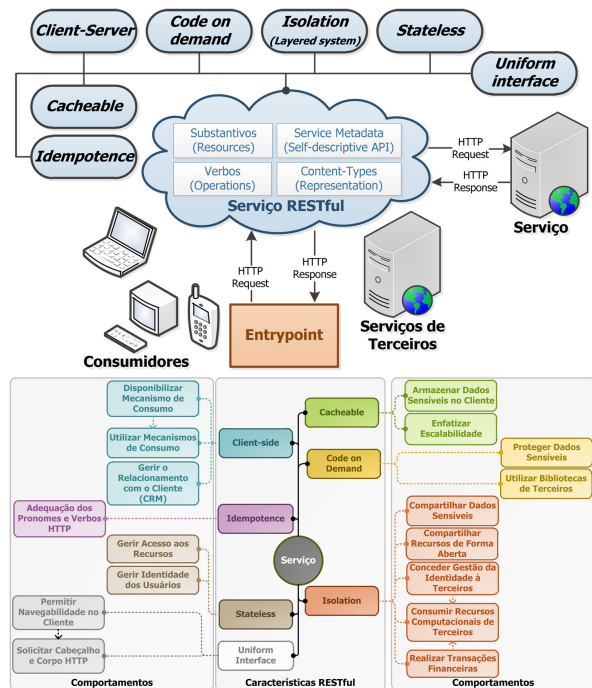 Client-Server
Code on
demand
Isolation
(Layered system)
Stateless
Uniform
interface
Cacheable
Idempotence
Substantivos
(Resources)
Service Metadata
(Self-descriptive API)
Verbos
(Operations)
Content-Types
(Representation)
Serviço RESTful
HTTP
Request
HTTP
Response
Serviço
HTTP
Request
HTTP
Response
Consumidores
Entrypoint
Serviços de
Terceiros
Disponibilizar
Mecanismo de
Consumo
Utilizar Mecanismos
de Consumo
Gerir o
Relacionamento
com o Cliente
(CRM)
Adequação dos
Pronomes e Verbos
HTTP
Gerir Acesso aos
Recursos
Gerir Identidade
dos Usuários
Permitir
Navegabilidade no
Cliente
Solicitar Cabeçalho
e Corpo HTTP
Comportamentos
Cacheable
Client-side
Code on
Demand
Idempotence
Serviço
Stateless
Isolation
Uniform
Interface
Características RESTful
Armazenar Dados
Sensíveis no Cliente
Enfatizar
Escalabilidade
Proteger Dados
Sensíveis
Utilizar Bibliotecas
de Terceiros
Compartilhar Dados
Sensíveis
Compartilhar
Recursos de Forma
Aberta
Conceder Gestão da
Identidade à
Terceiros
Consumir Recursos
Computacionais de
Terceiros
Realizar Transações
Financeiras
Comportamentos